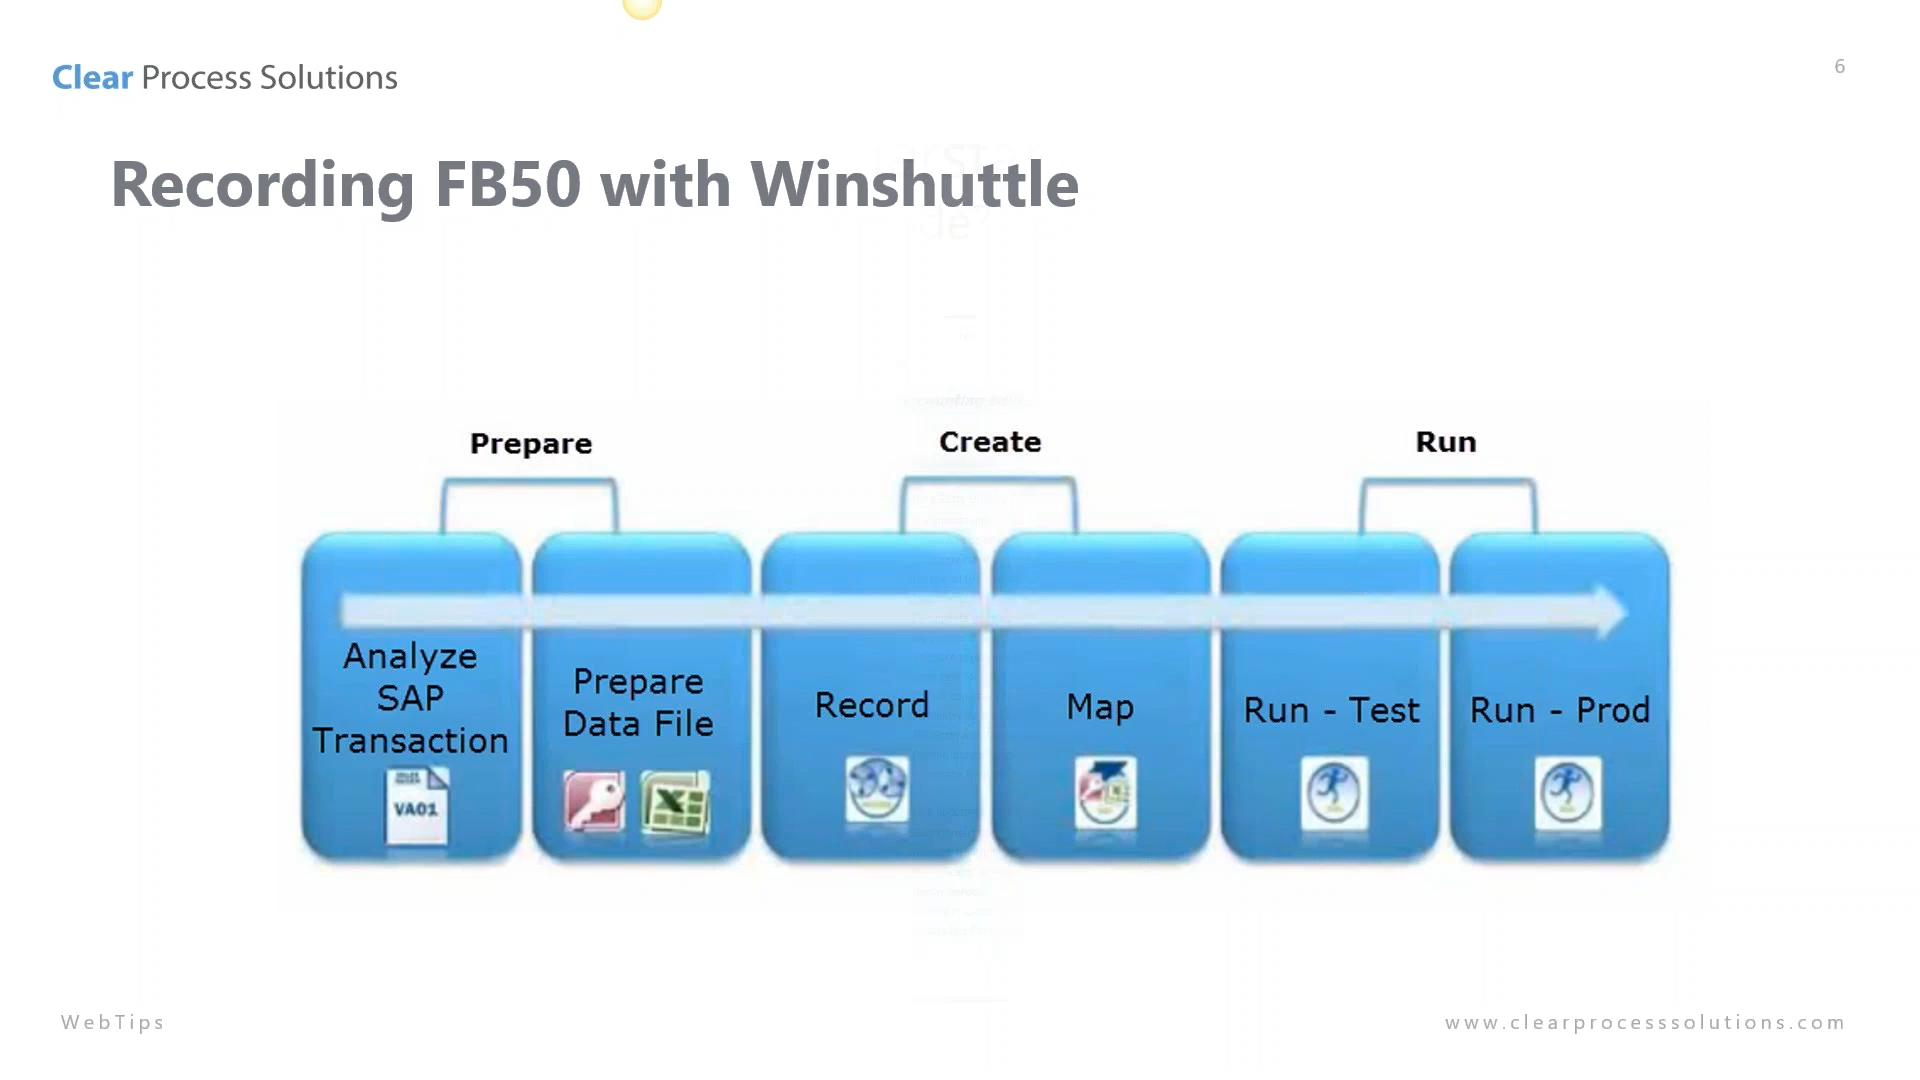 Clear Process Solutions
6
Recording FB50 with Winshuttle
Prepare
Create
Run
Analyze
SAP
Transaction
VA01
Prepare
Data File
Record
Map
Run - Test
Run - Prod
WebTips
www.clearprocesssolutions.com